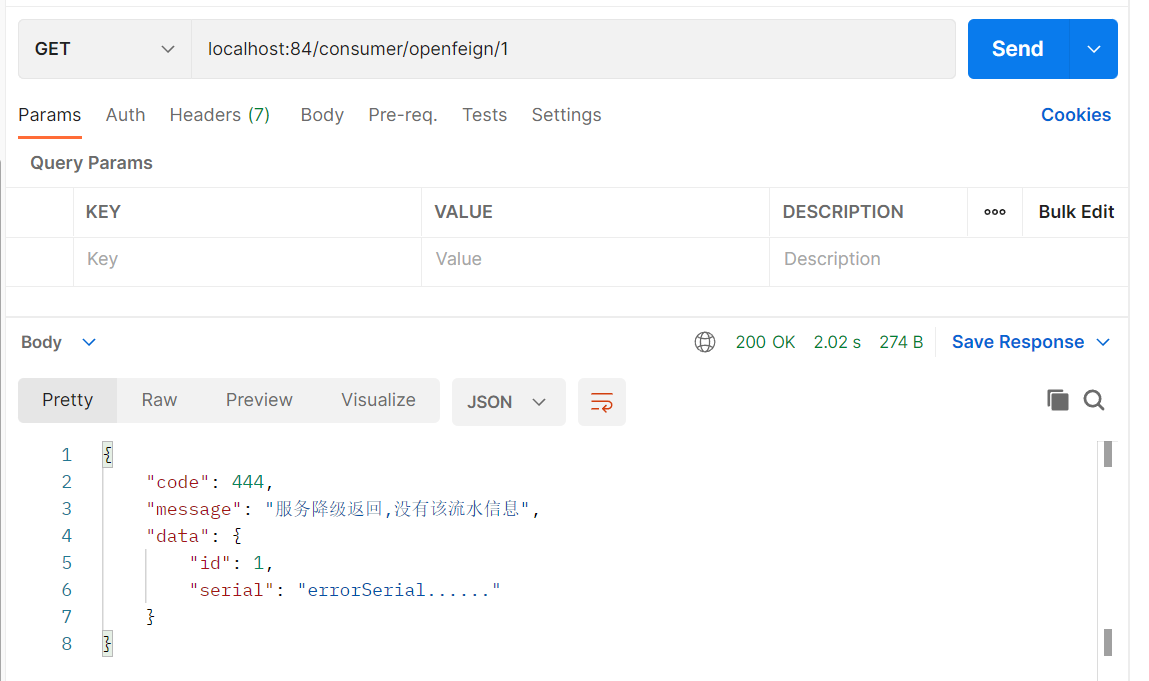 GET localhost:84/consumer/openfeign/1 Send
Params Auth Headers (7) Body Pre-req. Tests Settings Cookies
Query Params
KEY VALUE DESCRIPTION ooo Bulk Edit
Key Value Description
Body 200 OK 2.02 s 274 B Save Response
Pretty Raw Preview Visualize JSON
1 {
2 "code": 444,
3 "message": "服务降级返回,没有该流水信息",
4 "data": {
5 "id": 1,
6 "serial": "errorSerial......"
7 }
8 }